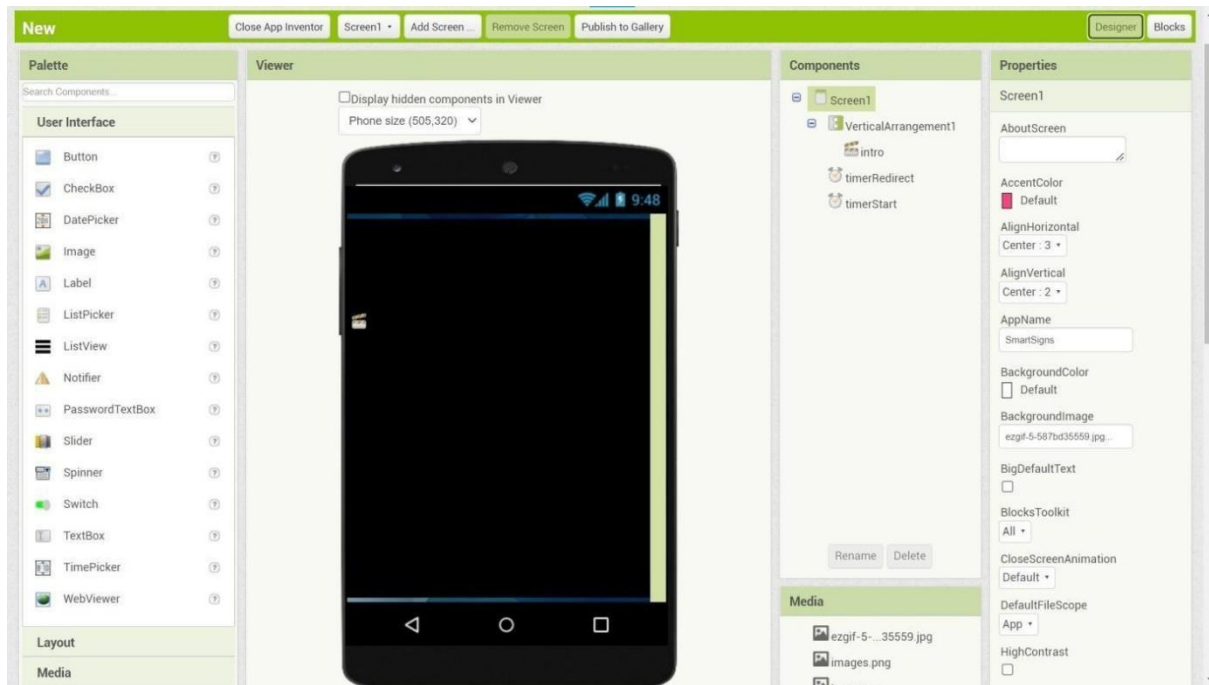 New
Close App Inventor
Screen1
Add Screen ...
Remove Screen
Publish to Gallery
Designer
Blocks
Palette
Search Components...
User Interface
Button
CheckBox
DatePicker
Image
Label
ListPicker
ListView
Notifier
PasswordTextBox
Slider
Spinner
Switch
TextBox
TimePicker
WebViewer
Layout
Media
Viewer
Display hidden components in Viewer
Phone size (505,320)
9:48
Components
Screen1
VerticalArrangement1
intro
timerRedirect
timerStart
Rename
Delete
Media
ezgif-5-...35559.jpg
images.png
Properties
Screen1
AboutScreen
AccentColor
Default
AlignHorizontal
Center : 3
AlignVertical
Center : 2
AppName
SmartSigns
BackgroundColor
Default
BackgroundImage
ezgif-5-587bd35559.jpg...
BigDefaultText
BlocksToolkit
All
CloseScreenAnimation
Default
DefaultFileScope
App
HighContrast